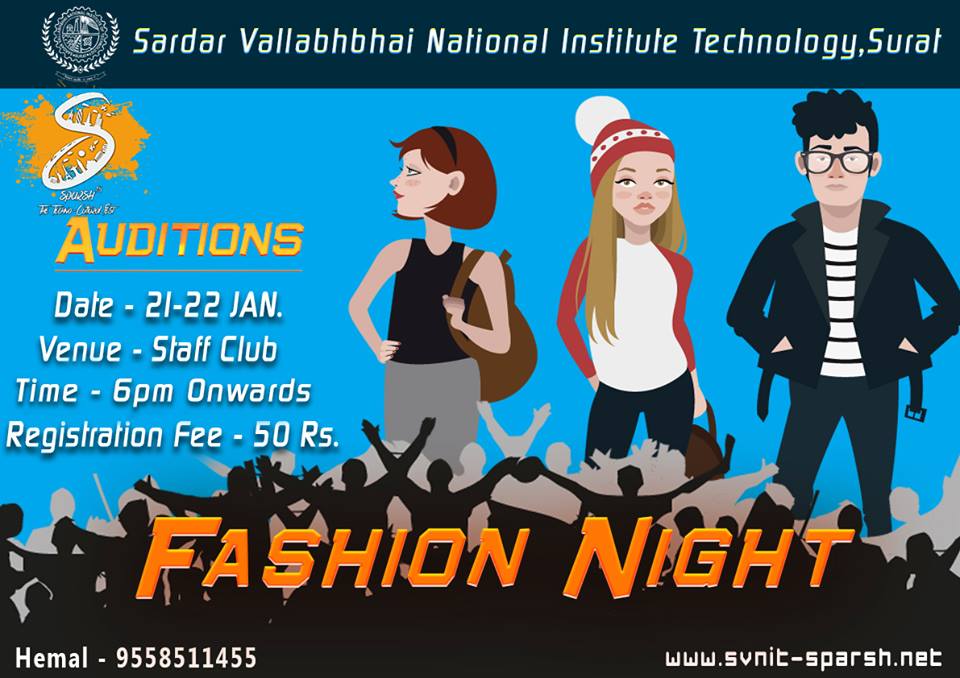 Sardar Vallabhbhai National Institute Technology,Surat
SPARSH
AUDITIONS
Date - 21-22 JAN.
Venue - Staff Club
Time - 6pm Onwards
Registration Fee - 50 Rs.
FASHION NIGHT
Hemal - 9558511455
www.svnit-sparsh.net